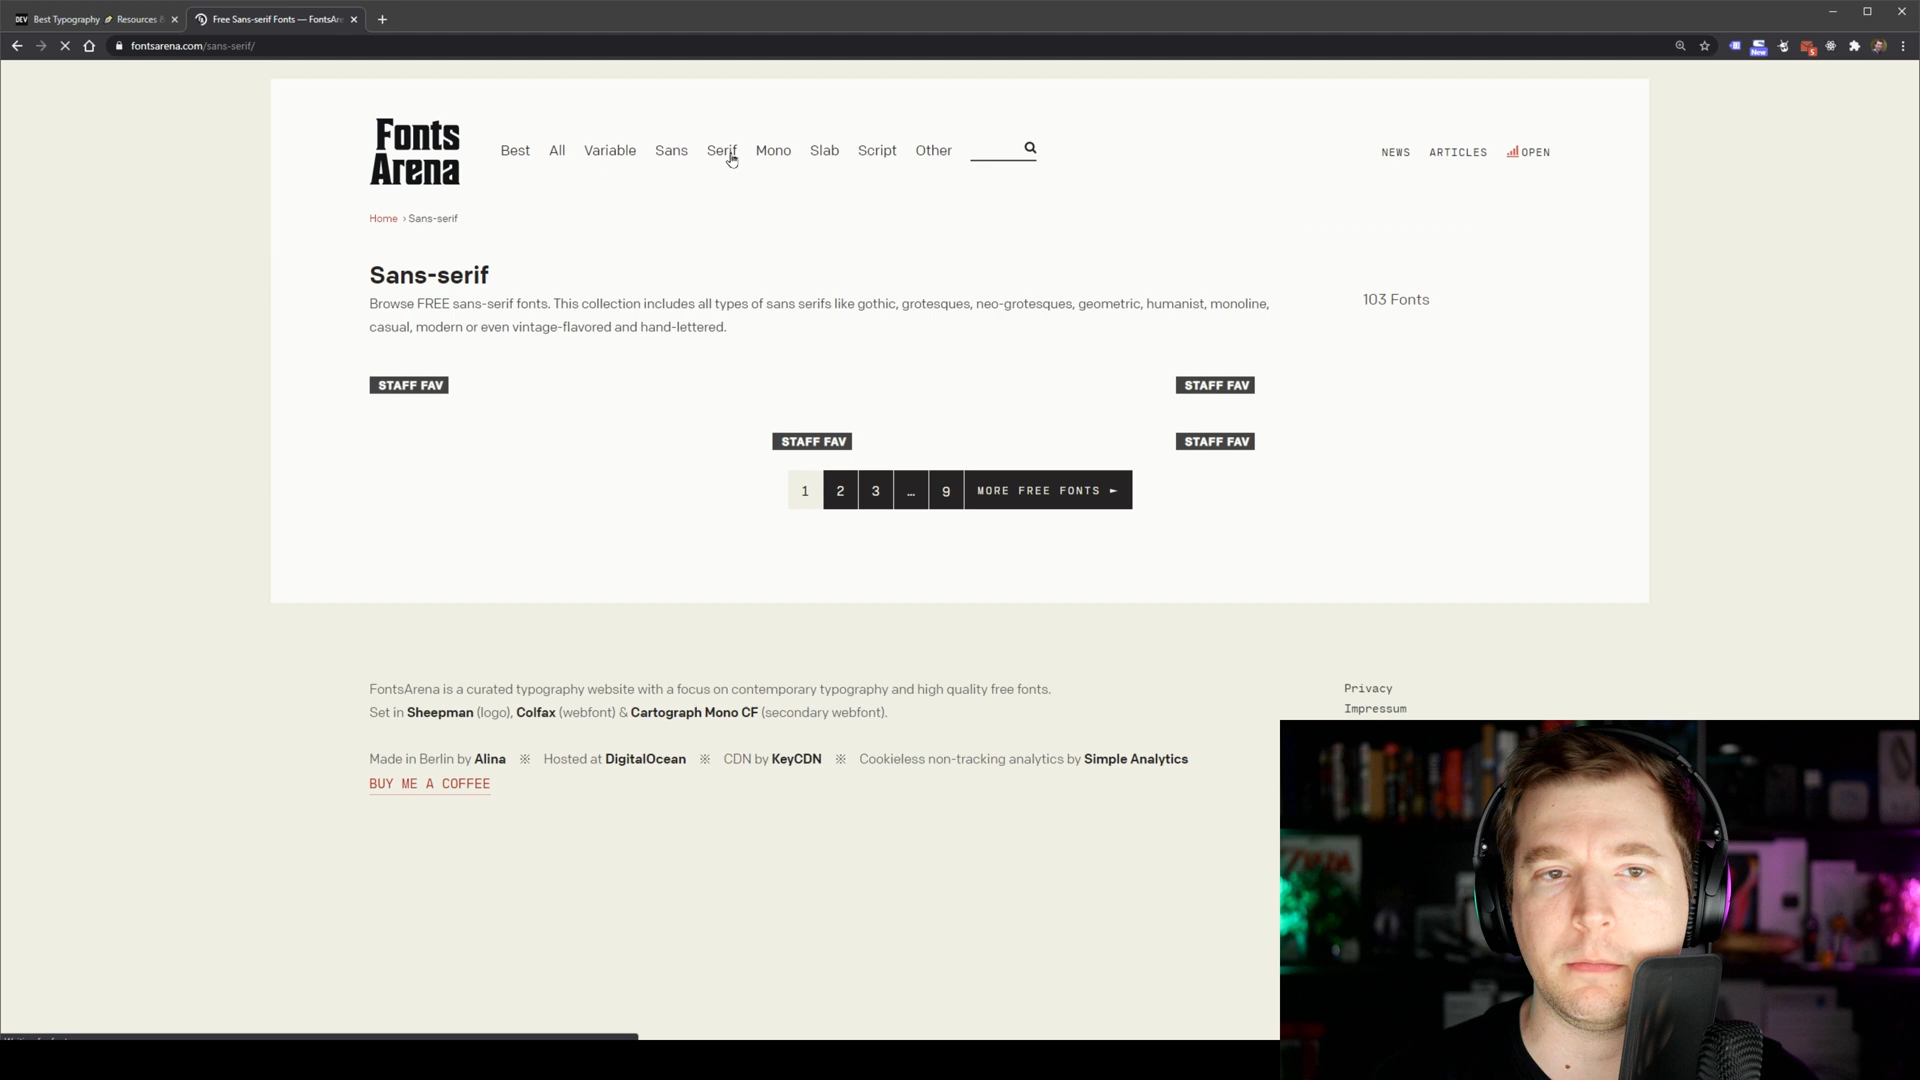 DEV Best Typography Resources &
Free Sans-serif Fonts — FontsAre
fontsarena.com/sans-serif/
New
5
Fonts
Arena
Best All Variable Sans Serif Mono Slab Script Other
NEWS ARTICLES OPEN
Home › Sans-serif
Sans-serif
Browse FREE sans-serif fonts. This collection includes all types of sans serifs like gothic, grotesques, neo-grotesques, geometric, humanist, monoline,
casual, modern or even vintage-flavored and hand-lettered.
103 Fonts
STAFF FAV STAFF FAV
STAFF FAV STAFF FAV
1 2 3 ... 9 MORE FREE FONTS ►
FontsArena is a curated typography website with a focus on contemporary typography and high quality free fonts.
Set in Sheepman (logo), Colfax (webfont) & Cartograph Mono CF (secondary webfont).
Privacy
Impressum
Made in Berlin by Alina ※ Hosted at DigitalOcean ※ CDN by KeyCDN ※ Cookieless non-tracking analytics by Simple Analytics
BUY ME A COFFEE